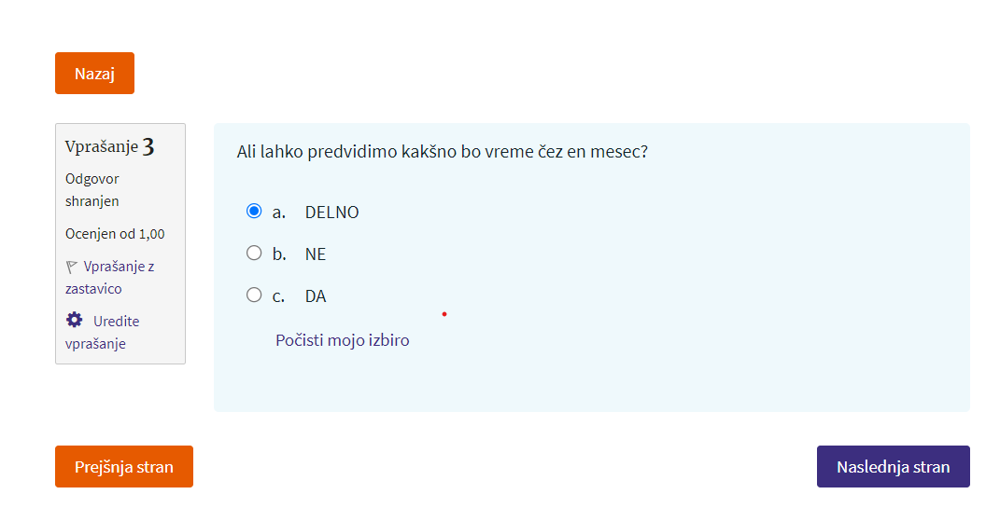 Nazaj
Vprašanje 3
Odgovor
shranjen
Ocenjen od 1,00
Vprašanje z
zastavico
Uredite
vprašanje
Ali lahko predvidimo kakšno bo vreme čez en mesec?
a. DELNO
b. NE
c. DA
Počisti mojo izbiro
Prejšnja stran
Naslednja stran